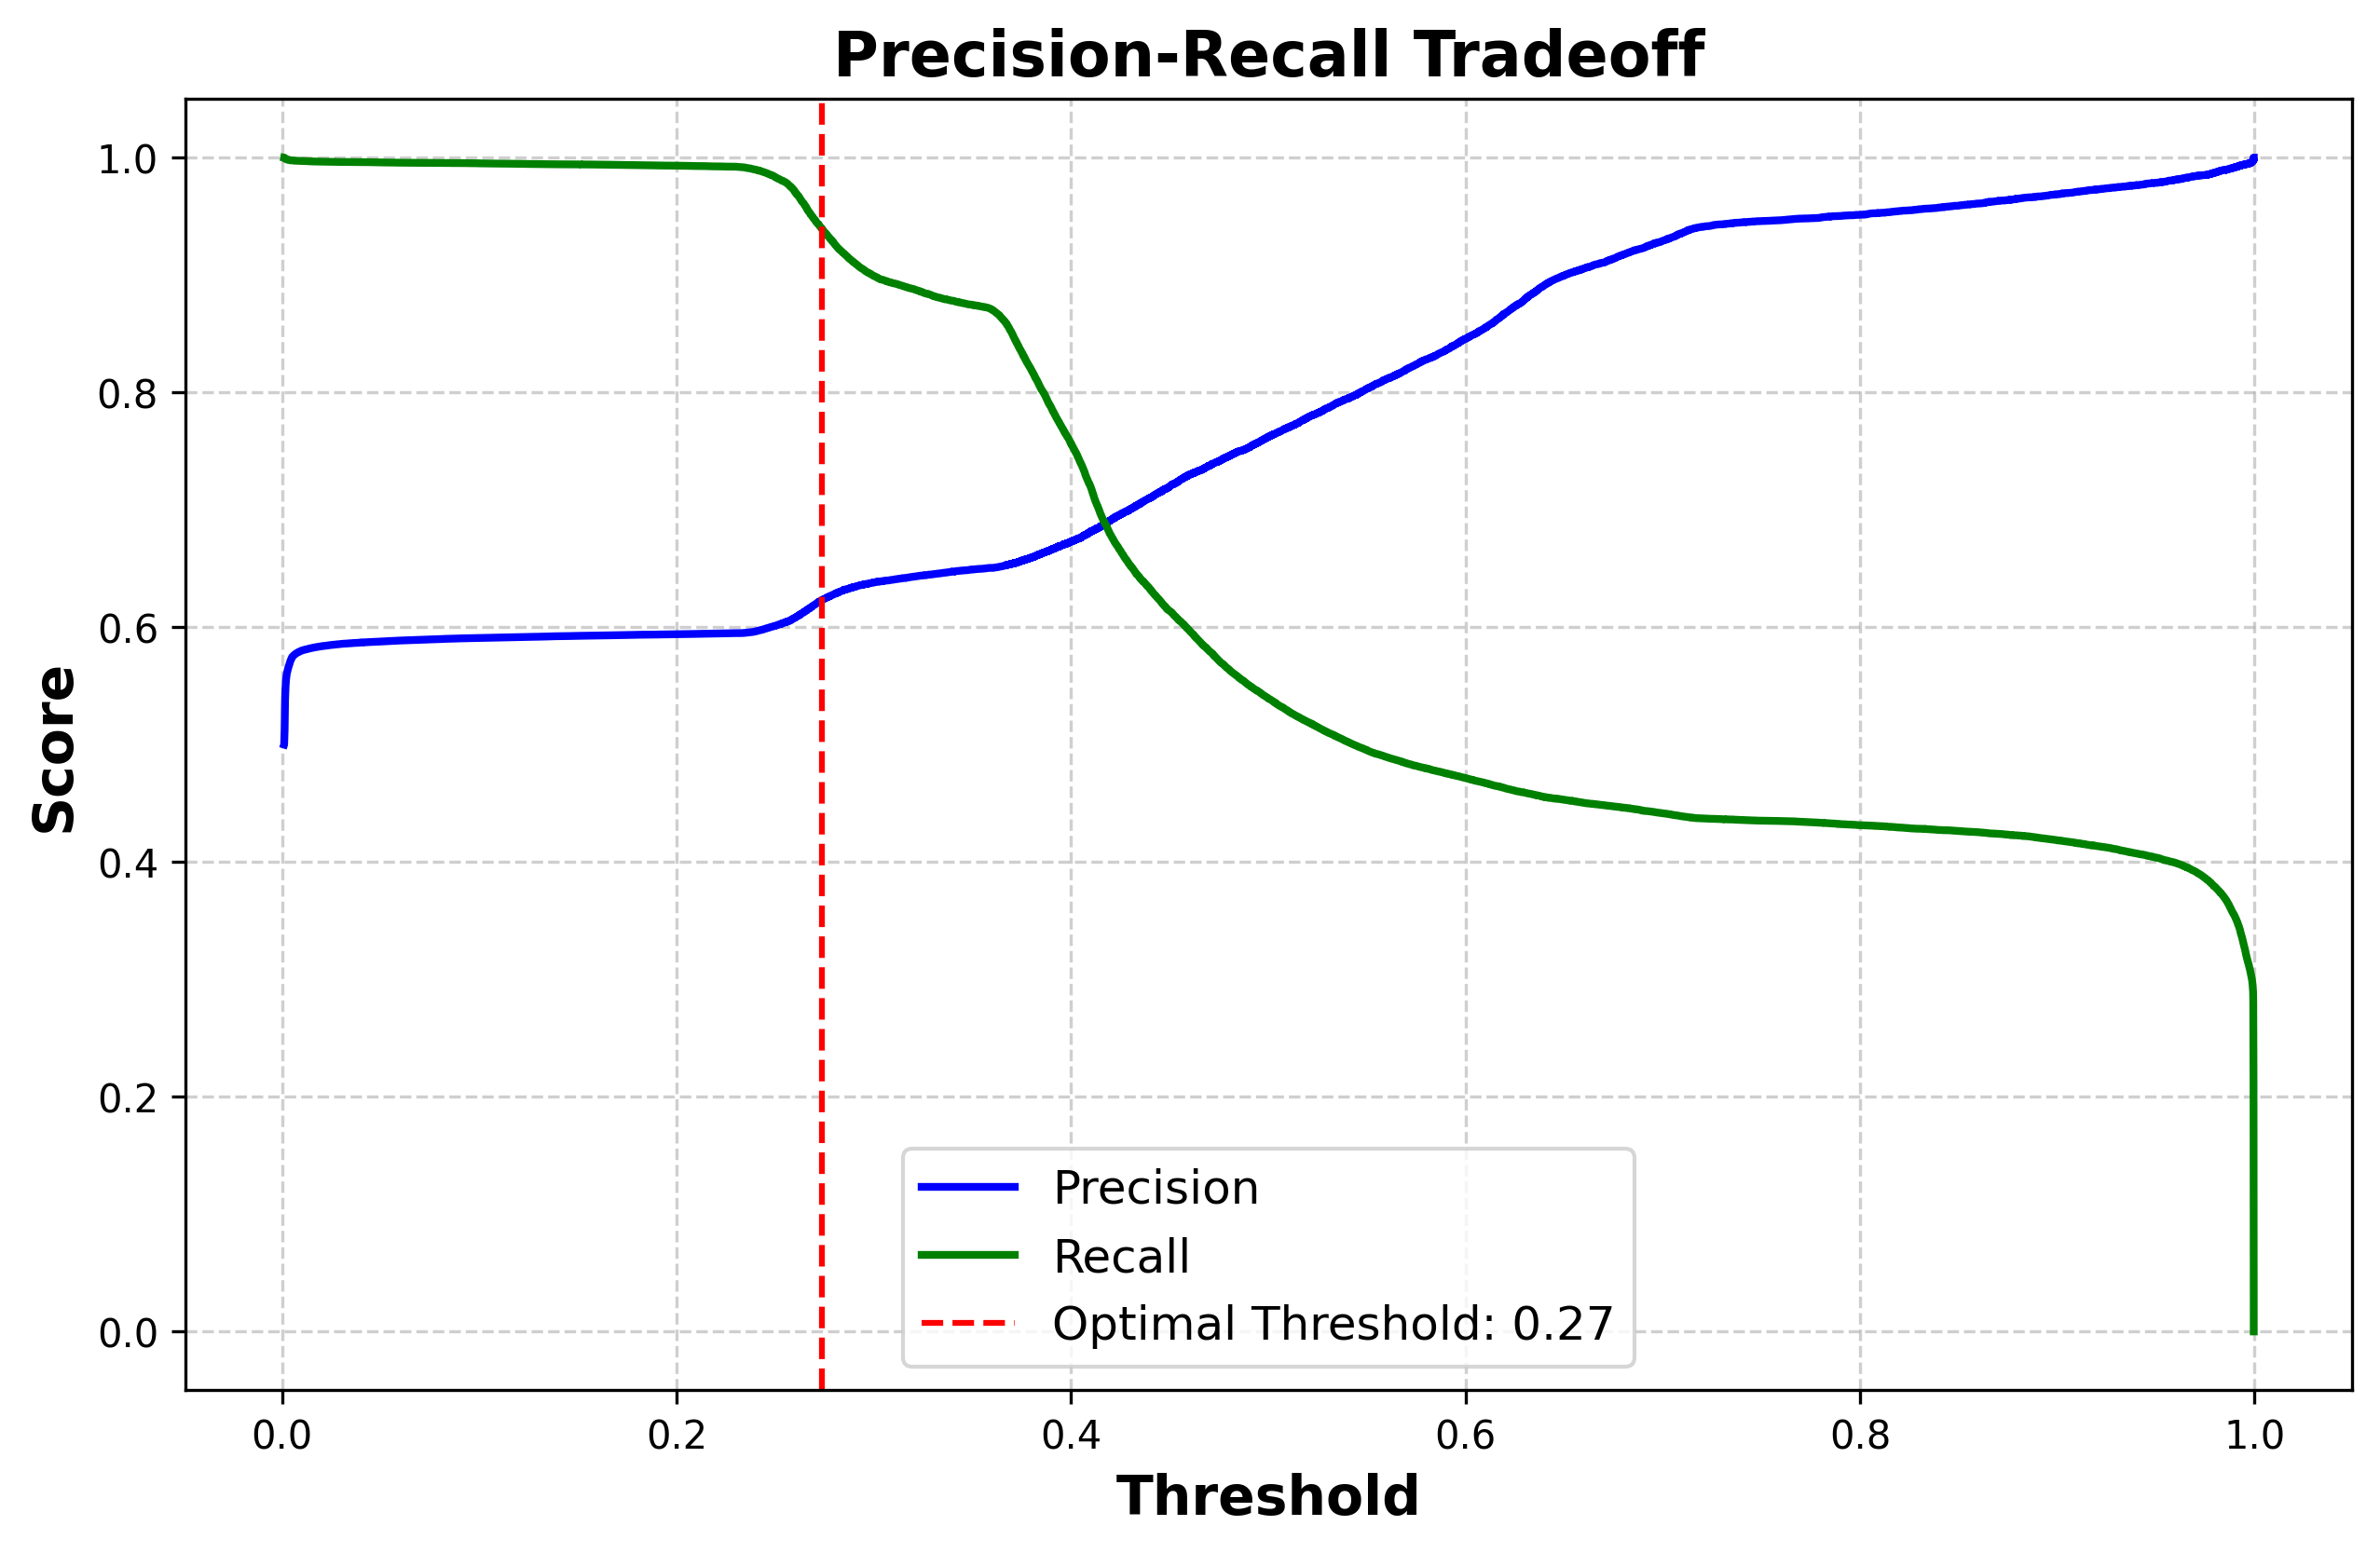 Precision-Recall Tradeoff
1.0
0.8
0.6
0.4
0.2
0.0
Score
Precision
Recall
Optimal Threshold: 0.27
0.0 0.2 0.4 0.6 0.8 1.0
Threshold